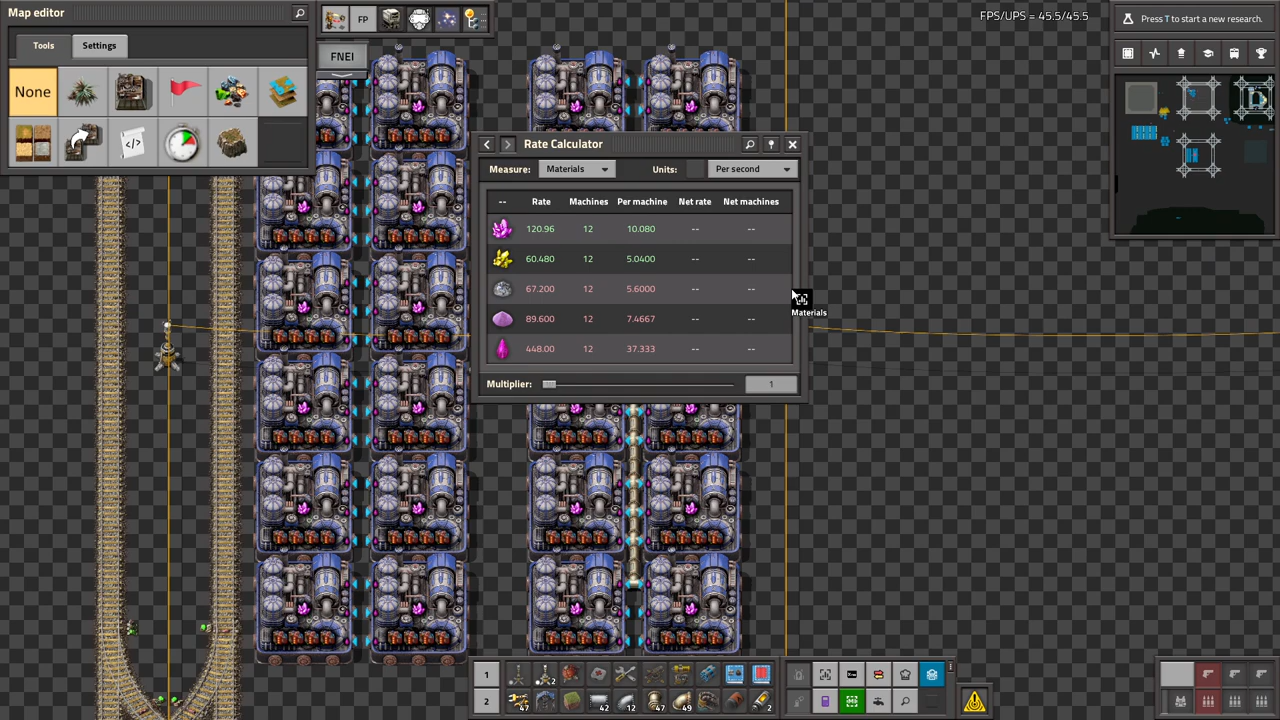 Map editor
FP
FPS/UPS = 45.5/45.5
Press T to start a new research.
Tools
Settings
FNEI
None
Rate Calculator
Measure:
Materials
Units:
Per second
--
Rate
Machines
Per machine
Net rate
Net machines
120.96
12
10.080
--
--
60.480
12
5.0400
--
--
67.200
12
5.6000
--
--
89.600
12
7.4667
--
--
448.00
12
37.333
--
--
Materials
Multiplier:
1
1
2
2
47
42
12
47
49
2